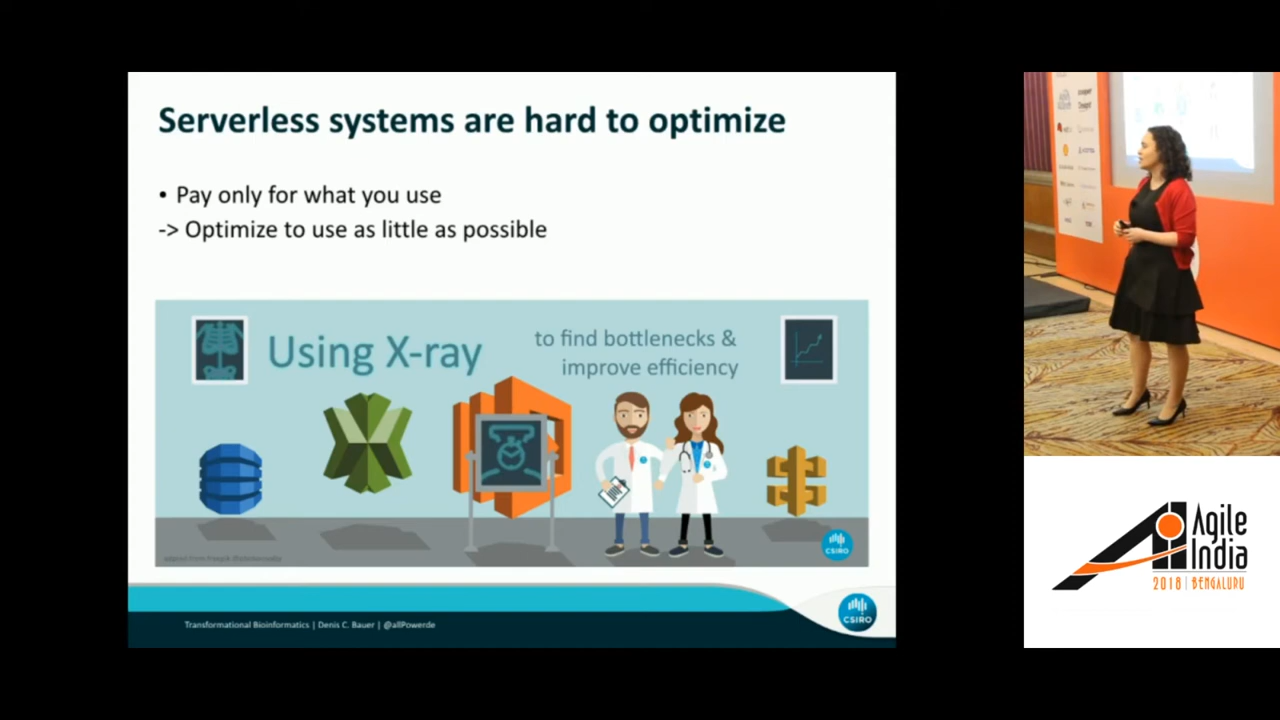 Serverless systems are hard to optimize
• Pay only for what you use
-> Optimize to use as little as possible
Using X-ray
to find bottlenecks &
improve efficiency
CSIRO
Transformational Bioinformatics | Denis C. Bauer | @allPowerde
CSIRO
Agile
India
2018 | BENGALURU